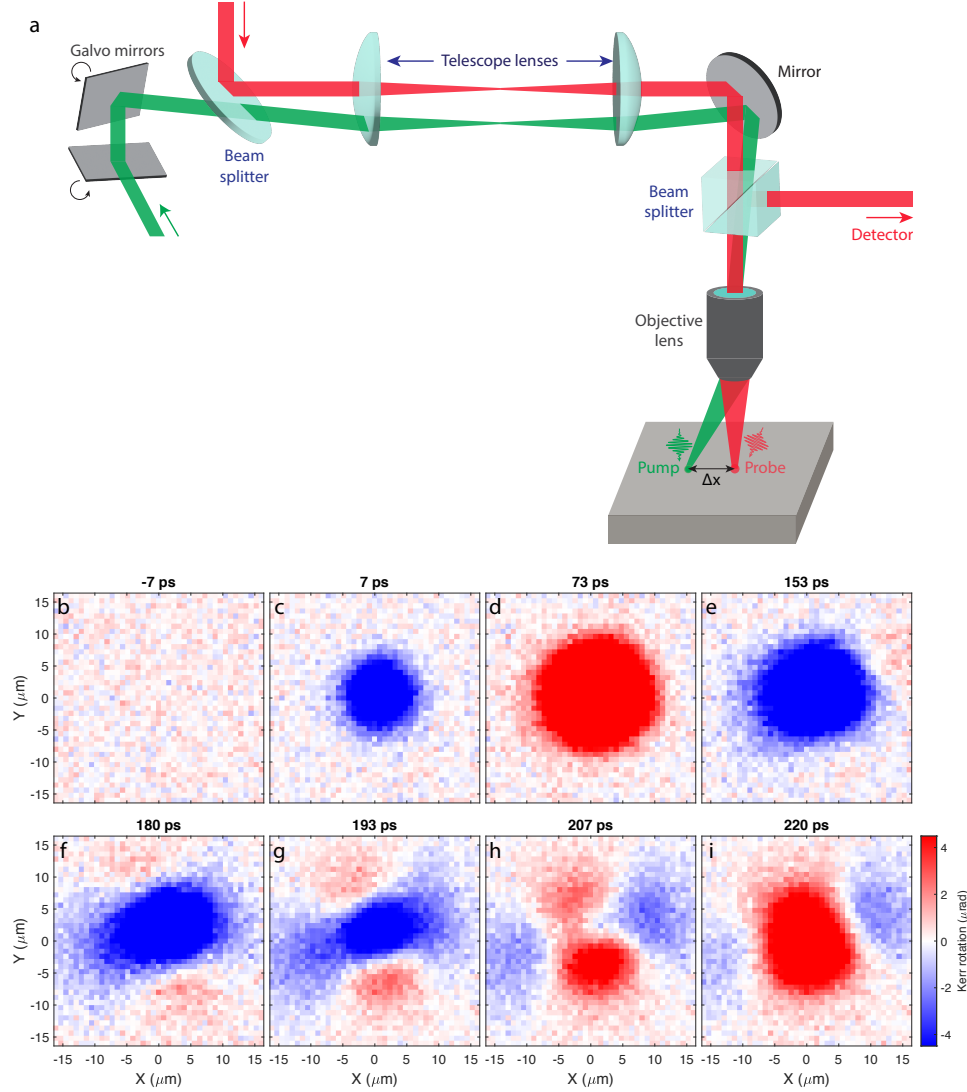 a
Galvo mirrors
Telescope lenses
Mirror
Beam
splitter
Beam
splitter
Detector
Objective
lens
Pump
Probe
Δx
-7 ps
7 ps
73 ps
153 ps
b
c
d
e
Y (μm)
15
10
5
0
-5
-10
-15
180 ps
193 ps
207 ps
220 ps
f
g
h
i
Y (μm)
15
10
5
0
-5
-10
-15
-15 -10 -5 0 5 10 15
-15 -10 -5 0 5 10 15
-15 -10 -5 0 5 10 15
-15 -10 -5 0 5 10 15
X (μm)
X (μm)
X (μm)
X (μm)
4
2
0
-2
-4
Kerr rotation (μrad)